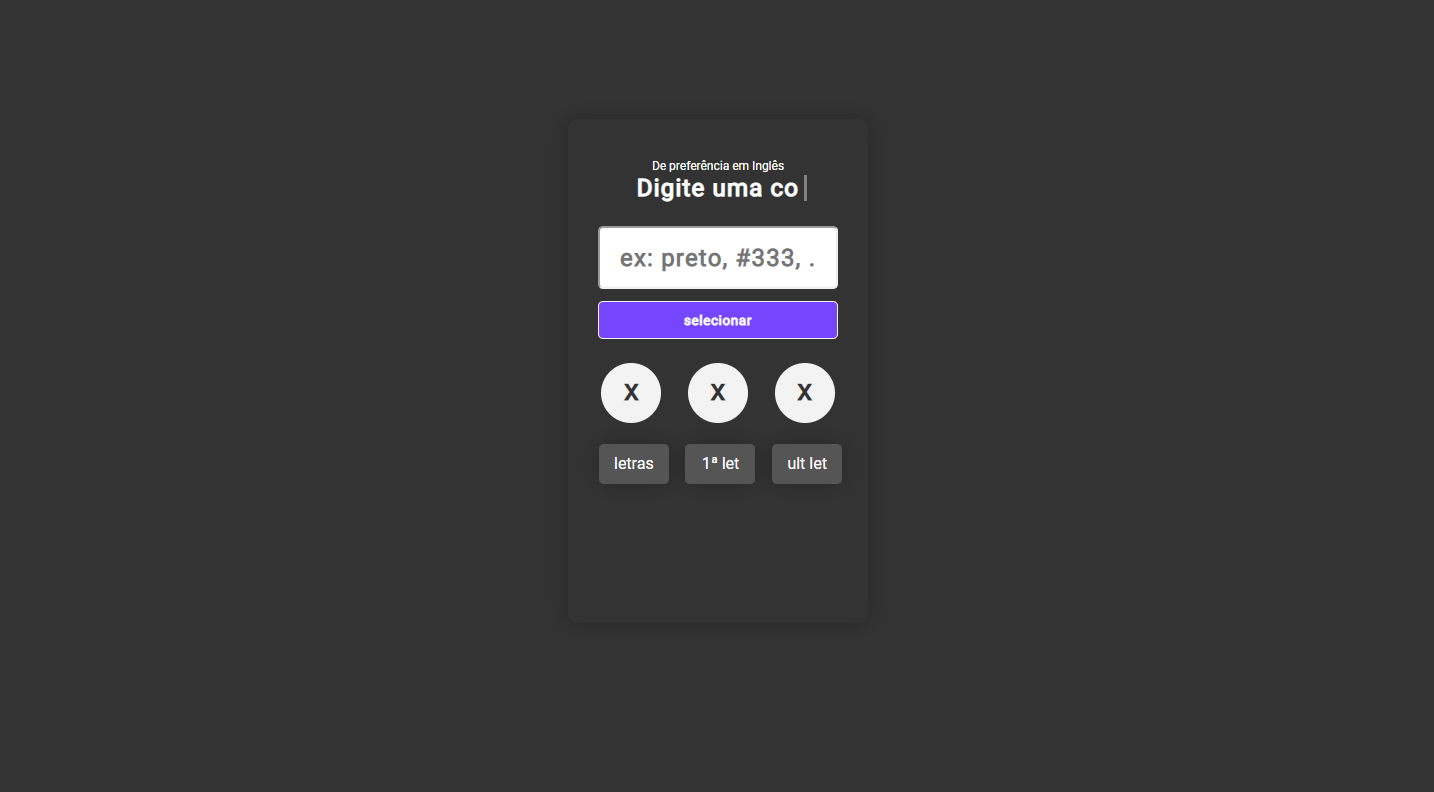 De preferência em Inglês
Digite uma co
ex: preto, #333, .
selecionar
X X X
letras 1ª let ult let